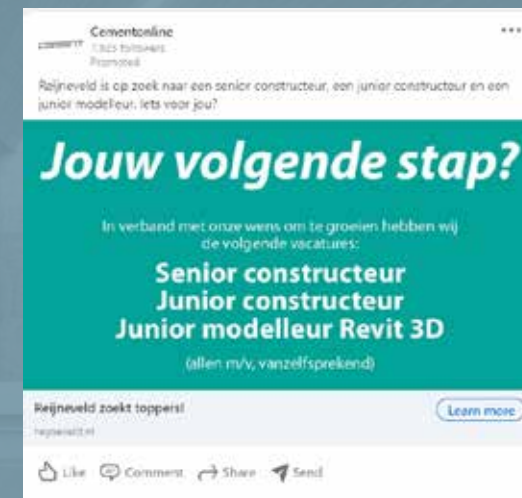 Cementonline
followers
Promoted
Reijneveld is op zoek naar een senior constructeur, een junior constructeur en een
junior modelleur. Iets voor jou?
Jouw volgende stap?
In verband met onze wens om te groeien hebben wij
de volgende vacatures:
Senior constructeur
Junior constructeur
Junior modelleur Revit 3D
(allen m/v, vanzelfsprekend)
Reijneveld zoekt toppers!
Learn more
Like Comment Share Send